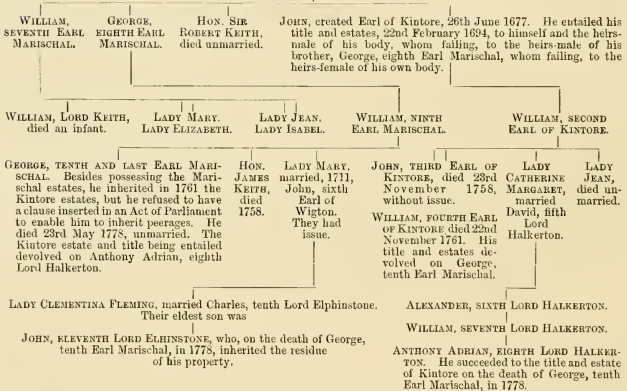 WILLIAM,
SEVENTH EARL
MARISCHAL.
GEORGE,
EIGHTH EARL
MARISCHAL.
HON. SIR
ROBERT KEITH,
died unmarried.
JOHN, created Earl of Kintore, 26th June 1677. He entailed his
title and estates, 22nd February 1694, to himself and the heirs-
male of his body, whom failing, to the heirs-male of his
brother, George, eighth Earl Marischal, whom failing, to the
heirs-female of his own body.
WILLIAM, LORD KEITH,
died an infant.
LADY MARY.
LADY ELIZABETH.
LADY JEAN.
LADY ISABEL.
WILLIAM, NINTH
EARL MARISCHAL.
WILLIAM, SECOND
EARL OF KINTORE.
GEORGE, TENTH AND LAST EARL MARI-
SCHAL. Besides possessing the Mari-
schal estates, he inherited in 1761 the
Kintore estates, but he refused to have
a clause inserted in an Act of Parliament
to enable him to inherit peerages. He
died 23rd May 1778, unmarried. The
Kintore estate and title being entailed
devolved on Anthony Adrian, eighth
Lord Halkerton.
HON.
JAMES
KEITH,
died
1758.
LADY MARY,
married, 1711,
John, sixth
Earl of
Wigton.
They had
issue.
JOHN, THIRD EARL OF
KINTORE, died 23rd
November 1758,
without issue.
WILLIAM, FOURTH EARL
OF KINTORE died 22nd
November 1761. His
title and estates de-
volved on George,
tenth Earl Marischal.
LADY
CATHERINE
MARGARET,
married
David, fifth
Lord
Halkerton.
LADY
JEAN,
died un-
married.
LADY CLEMENTINA FLEMING, married Charles, tenth Lord Elphinstone.
Their eldest son was
JOHN, ELEVENTH LORD ELHINSTONE, who, on the death of George,
tenth Earl Marischal, in 1778, inherited the residue
of his property.
ALEXANDER, SIXTH LORD HALKERTON.
WILLIAM, SEVENTH LORD HALKERTON.
ANTHONY ADRIAN, EIGHTH LORD HALKER-
TON. He succeeded to the title and estate
of Kintore on the death of George, tenth
Earl Marischal, in 1778.